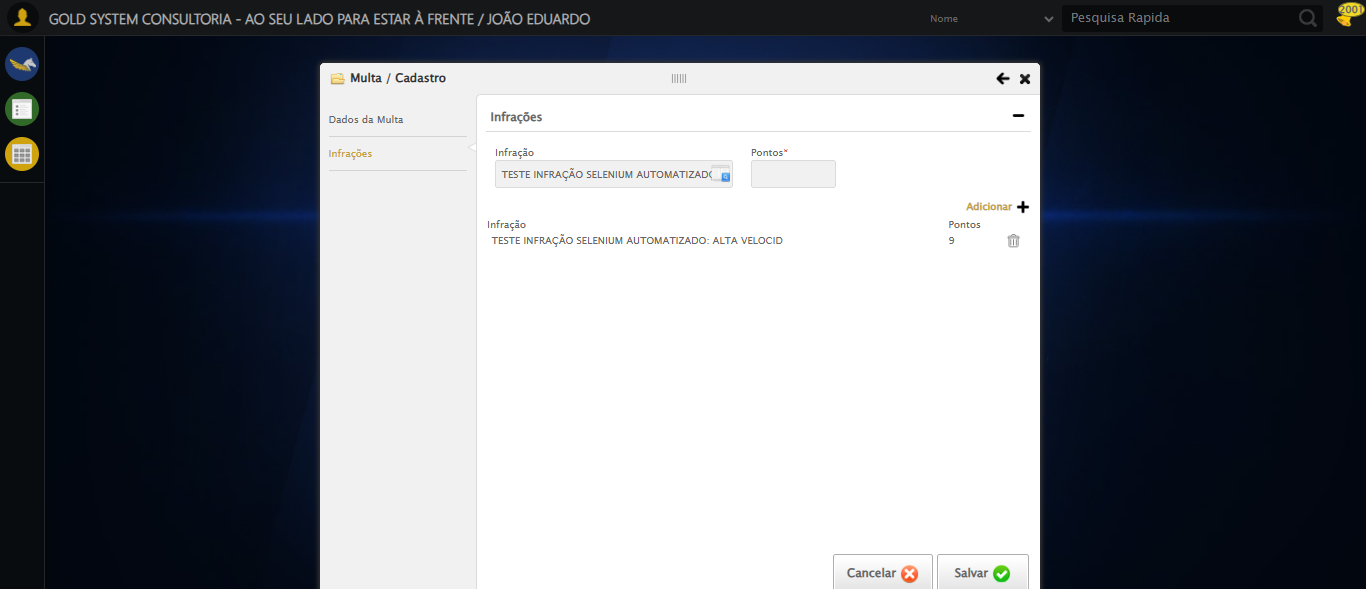 GOLD SYSTEM CONSULTORIA - AO SEU LADO PARA ESTAR À FRENTE / JOÃO EDUARDO
Nome
Pesquisa Rapida
2001
Multa / Cadastro
Dados da Multa
Infrações
Infrações
Infração
Pontos*
TESTE INFRAÇÃO SELENIUM AUTOMATIZADO
Adicionar
Infração
Pontos
TESTE INFRAÇÃO SELENIUM AUTOMATIZADO: ALTA VELOCID
9
Cancelar
Salvar